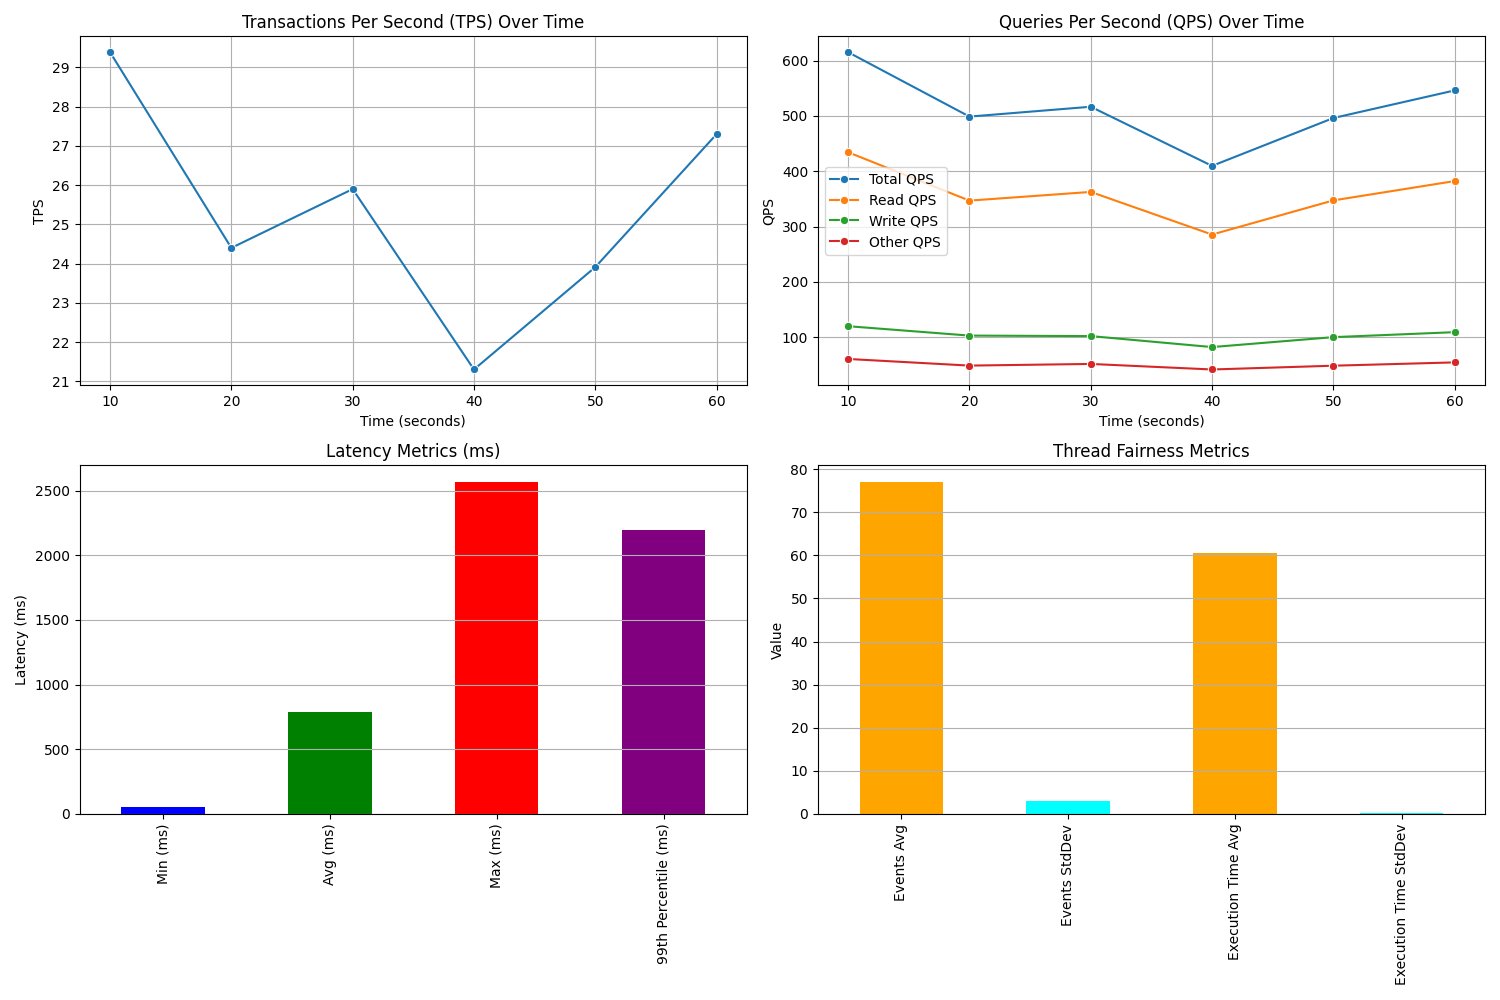 Transactions Per Second (TPS) Over Time
TPS
29
28
27
26
25
24
23
22
21
10 20 30 40 50 60
Time (seconds)
Queries Per Second (QPS) Over Time
QPS
600
500
400
300
200
100
Total QPS
Read QPS
Write QPS
Other QPS
10 20 30 40 50 60
Time (seconds)
Latency Metrics (ms)
Latency (ms)
2500
2000
1500
1000
500
0
Min (ms)
Avg (ms)
Max (ms)
99th Percentile (ms)
Thread Fairness Metrics
Value
80
70
60
50
40
30
20
10
0
Events Avg
Events StdDev
Execution Time Avg
Execution Time StdDev